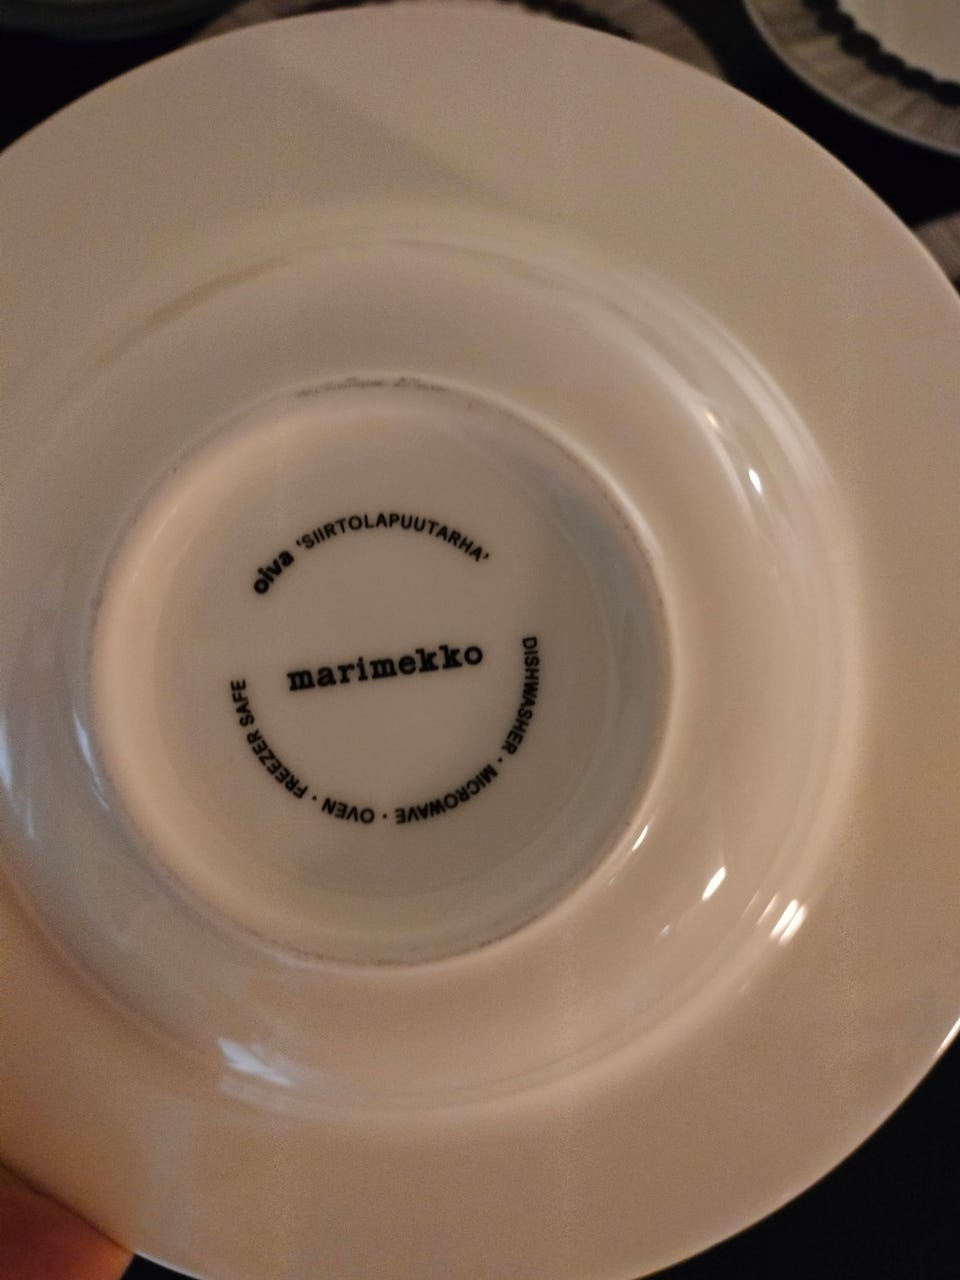 oiva 'SIIRTOLAPUUTARHA'
marimekko
DISHWASHER · MICROWAVE · OVEN · FREEZER SAFE